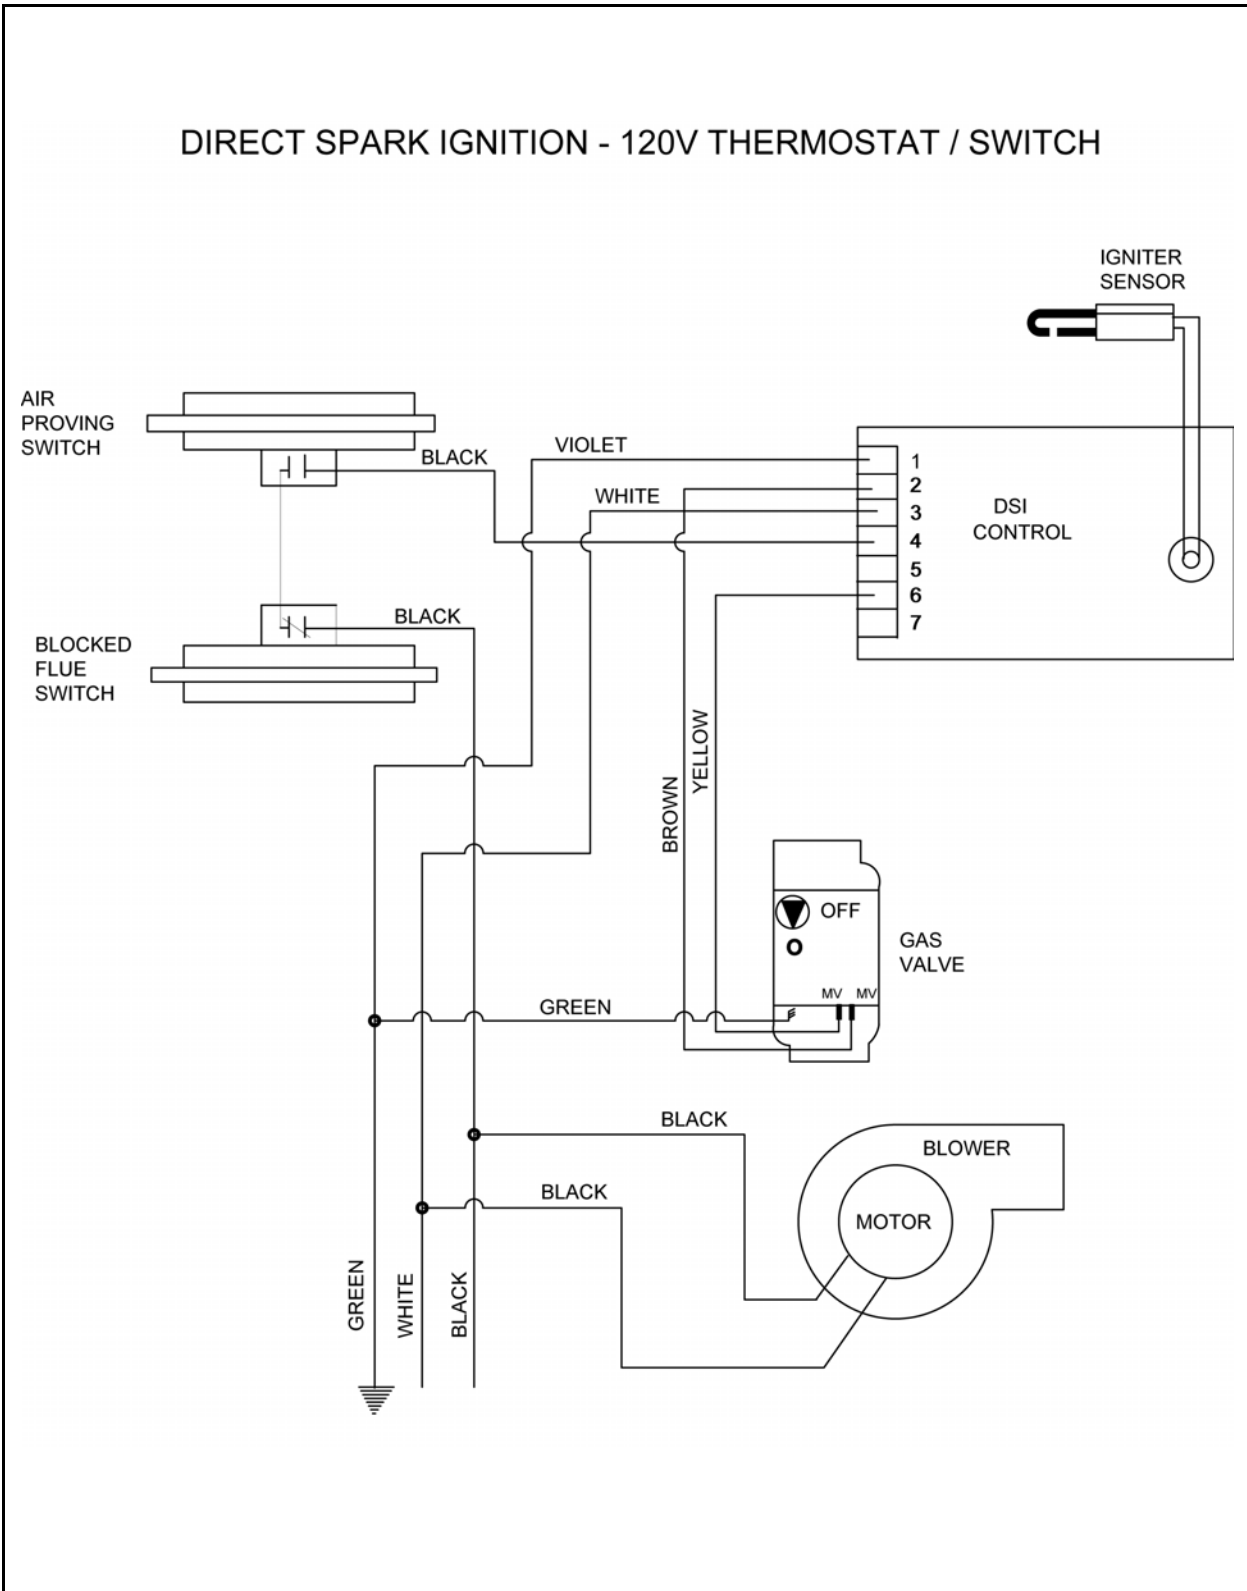 DIRECT SPARK IGNITION - 120V THERMOSTAT / SWITCH
IGNITER
SENSOR
AIR
PROVING
SWITCH
BLACK
VIOLET
WHITE
1
2
3
4
5
6
7
DSI
CONTROL
BLOCKED
FLUE
SWITCH
BLACK
BROWN
YELLOW
OFF
O
MV MV
GAS
VALVE
GREEN
BLACK
BLACK
BLOWER
MOTOR
GREEN
WHITE
BLACK